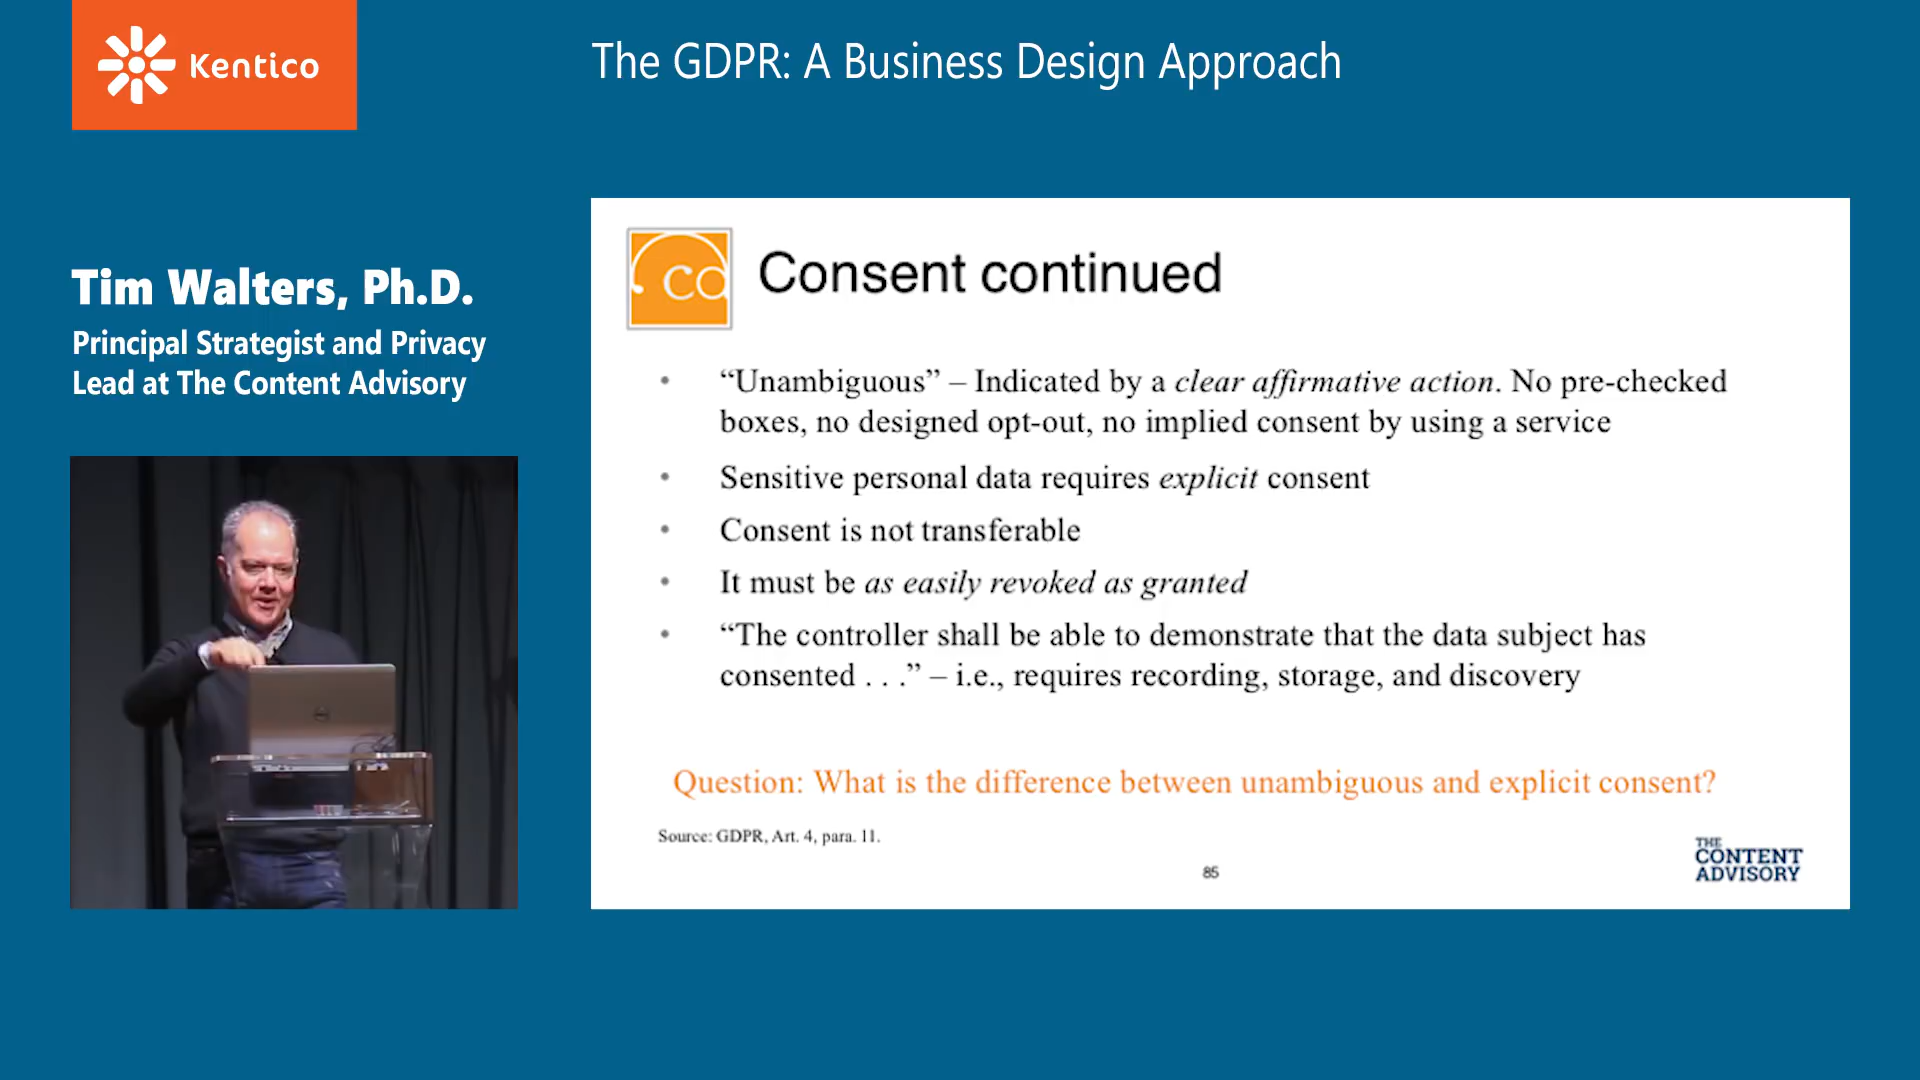 Kentico
The GDPR: A Business Design Approach
Tim Walters, Ph.D.
Principal Strategist and Privacy
Lead at The Content Advisory
Consent continued
• “Unambiguous” – Indicated by a clear affirmative action. No pre-checked
boxes, no designed opt-out, no implied consent by using a service
• Sensitive personal data requires explicit consent
• Consent is not transferable
• It must be as easily revoked as granted
• “The controller shall be able to demonstrate that the data subject has
consented . . .” – i.e., requires recording, storage, and discovery
Question: What is the difference between unambiguous and explicit consent?
Source: GDPR, Art. 4, para. 11.
85
THE
CONTENT
ADVISORY